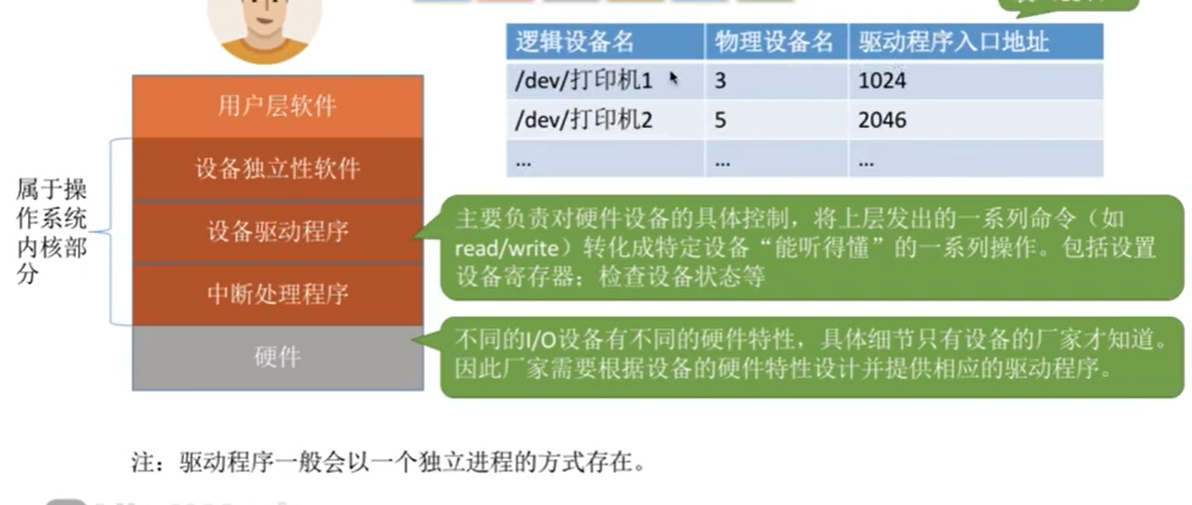 逻辑设备名 物理设备名 驱动程序入口地址
/dev/打印机1 3 1024
/dev/打印机2 5 2046
... ... ...
用户层软件
设备独立性软件
设备驱动程序
中断处理程序
硬件
属于操
作系统
内核部
分
主要负责对硬件设备的具体控制，将上层发出的一系列命令（如
read/write）转化成特定设备“能听得懂”的一系列操作。包括设置
设备寄存器；检查设备状态等
不同的I/O设备有不同的硬件特性，具体细节只有设备的厂家才知道。
因此厂家需要根据设备的硬件特性设计并提供相应的驱动程序。
注：驱动程序一般会以一个独立进程的方式存在。